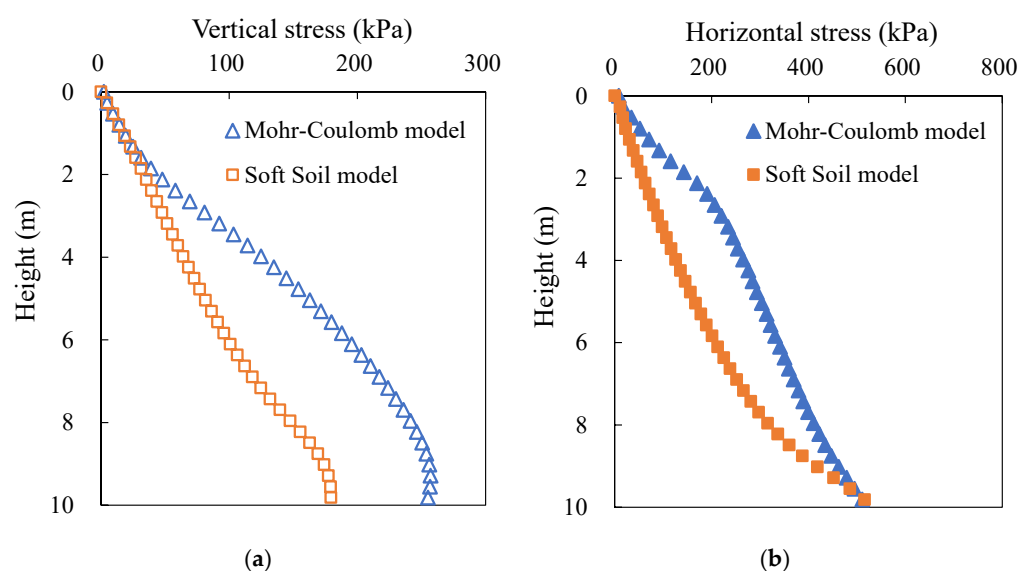 Vertical stress (kPa)
0 100 200 300
0
2
4
6
8
10
Height (m)
Mohr-Coulomb model
Soft Soil model
(a)
Horizontal stress (kPa)
0 200 400 600 800
0
2
4
6
8
10
Height (m)
Mohr-Coulomb model
Soft Soil model
(b)